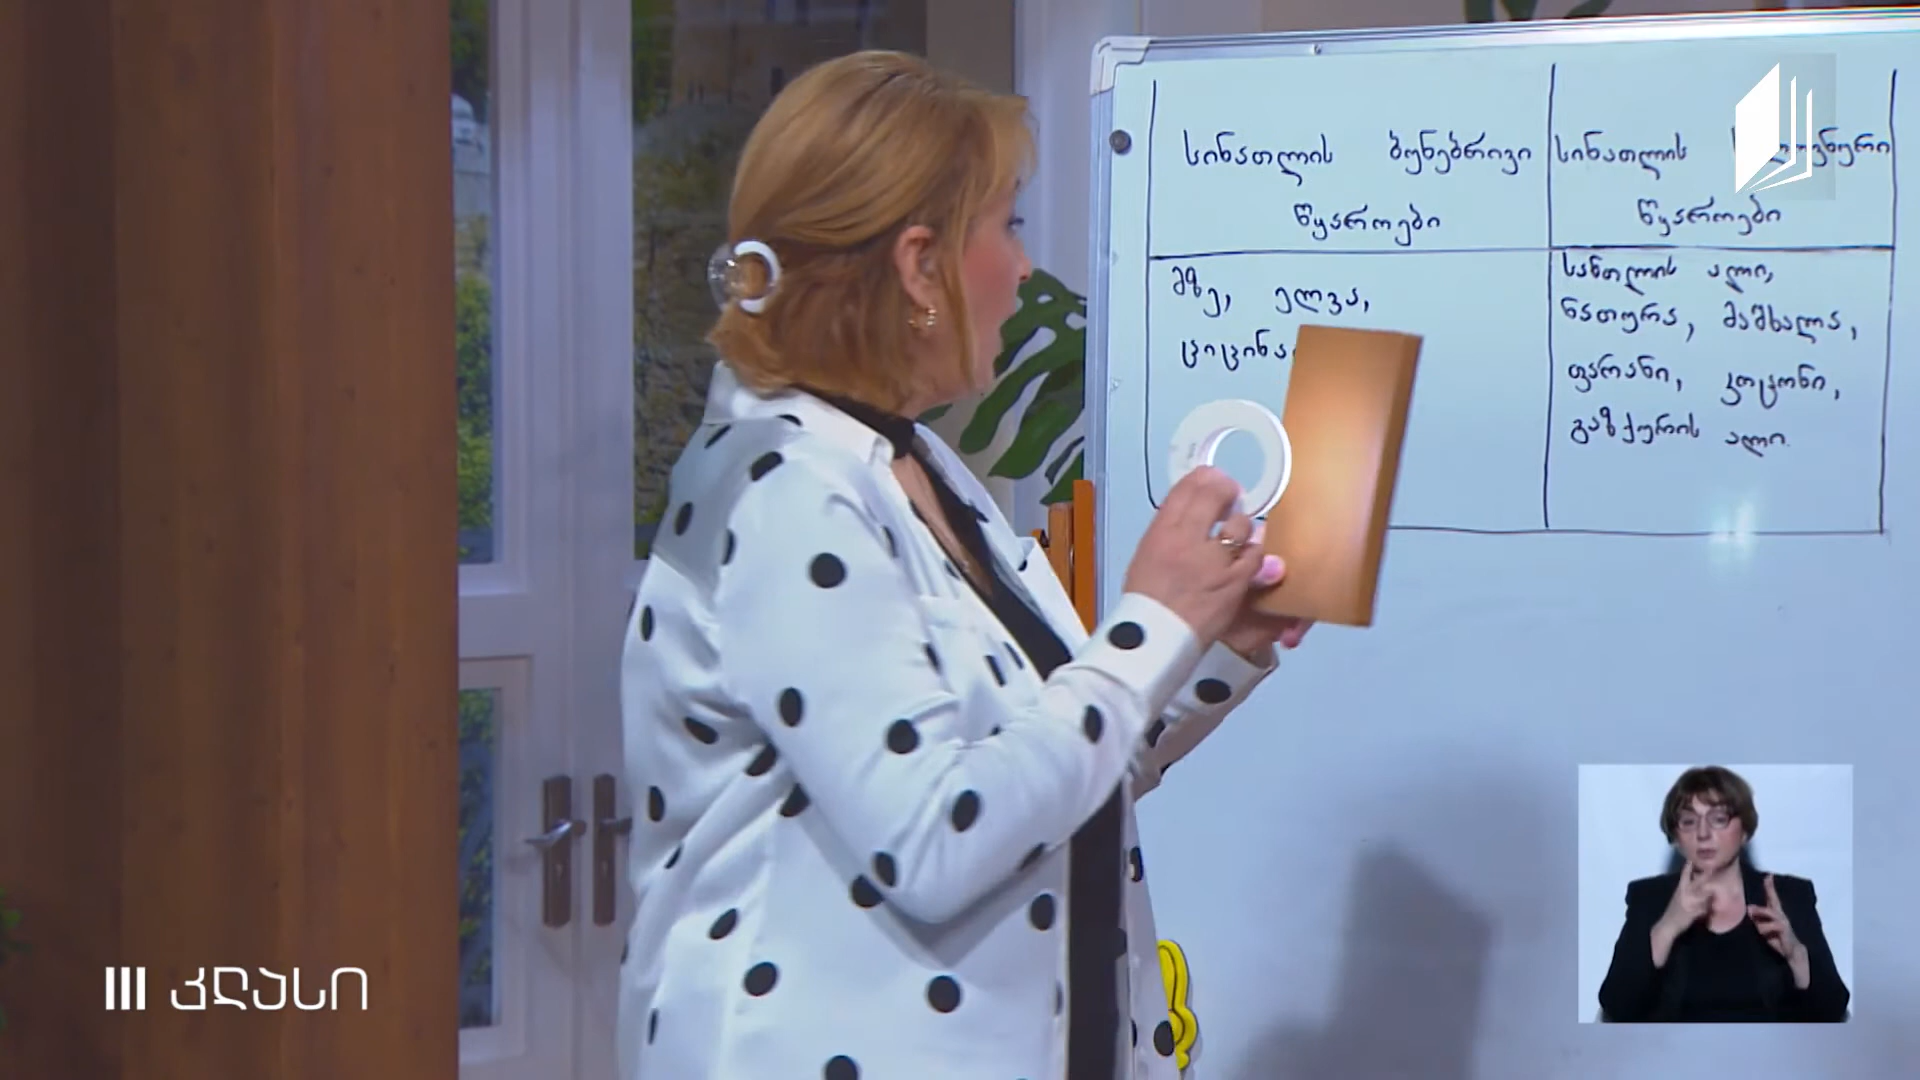 სინათლის ბუნებრივი
წყაროები
სინათლის
წყაროები
მზე, ელვა,
ციცინა
სანთლის ალი,
ნათურა, მაშხალა,
ფარანი, კოცონი,
გაზქურის ალი.
III კლასი